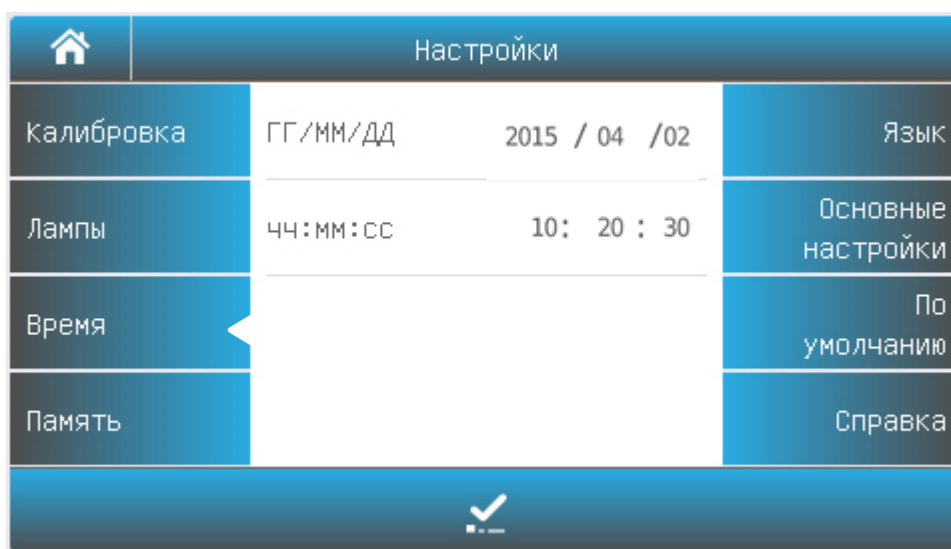 Настройки
Калибровка
ГГ/ММ/ДД 2015 / 04 /02
Язык
Лампы
чч:мм:сс 10: 20 : 30
Основные
настройки
Время
По
умолчанию
Память
Справка